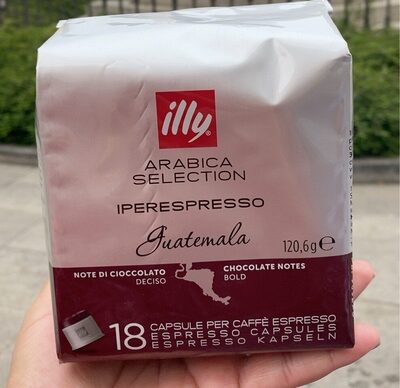 illy
ARABICA
SELECTION
IPERESPRESSO
Guatemala
120,6g℮
NOTE DI CIOCCOLATO
DECISO
CHOCOLATE NOTES
BOLD
18 CAPSULE PER CAFFÈ ESPRESSO
ESPRESSO CAPSULES
ESPRESSO KAPSELN